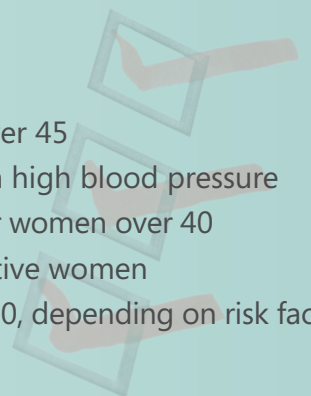 er 45
high blood pressure
women over 40
tive women
0, depending on risk fac